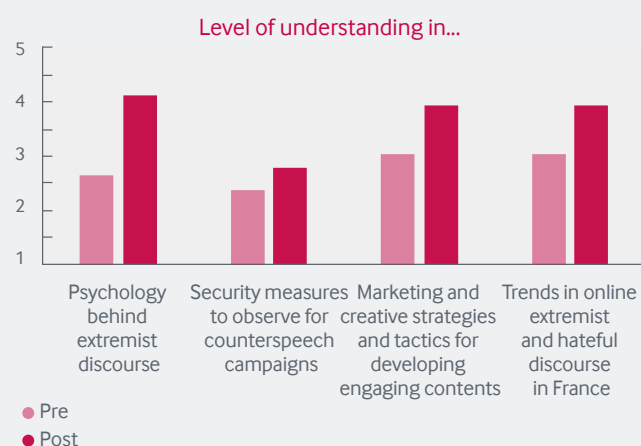 Level of understanding in...
5
4
3
2
1
Psychology
behind
extremist
discourse
Security measures
to observe for
counterspeech
campaigns
Marketing and
creative strategies
and tactics for
developing
engaging contents
Trends in online
extremist
and hateful
discourse
in France
Pre
Post